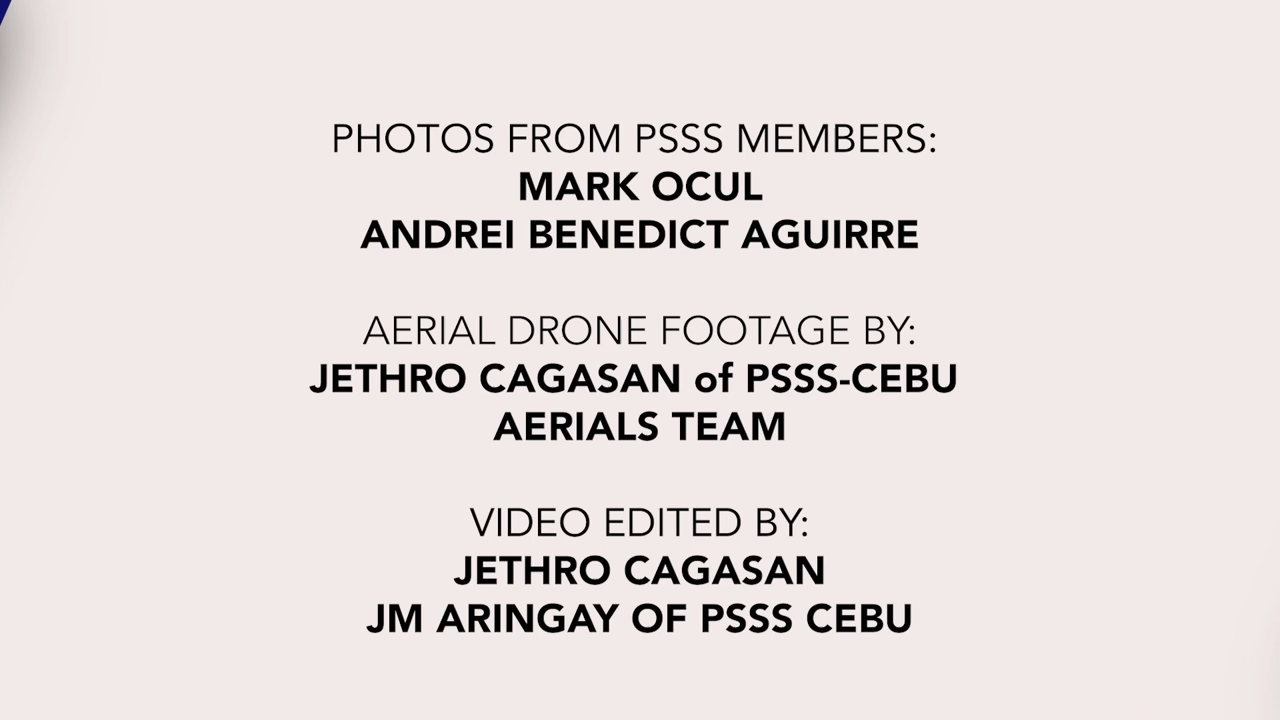 PHOTOS FROM PSSS MEMBERS:
MARK OCUL
ANDREI BENEDICT AGUIRRE
AERIAL DRONE FOOTAGE BY:
JETHRO CAGASAN of PSSS-CEBU
AERIALS TEAM
VIDEO EDITED BY:
JETHRO CAGASAN
JM ARINGAY OF PSSS CEBU